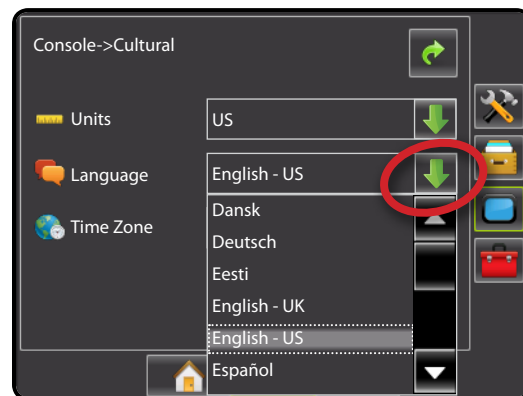 Console->Cultural
Units
US
Language
English - US
Time Zone
Dansk
Deutsch
Eesti
English - UK
English - US
Español